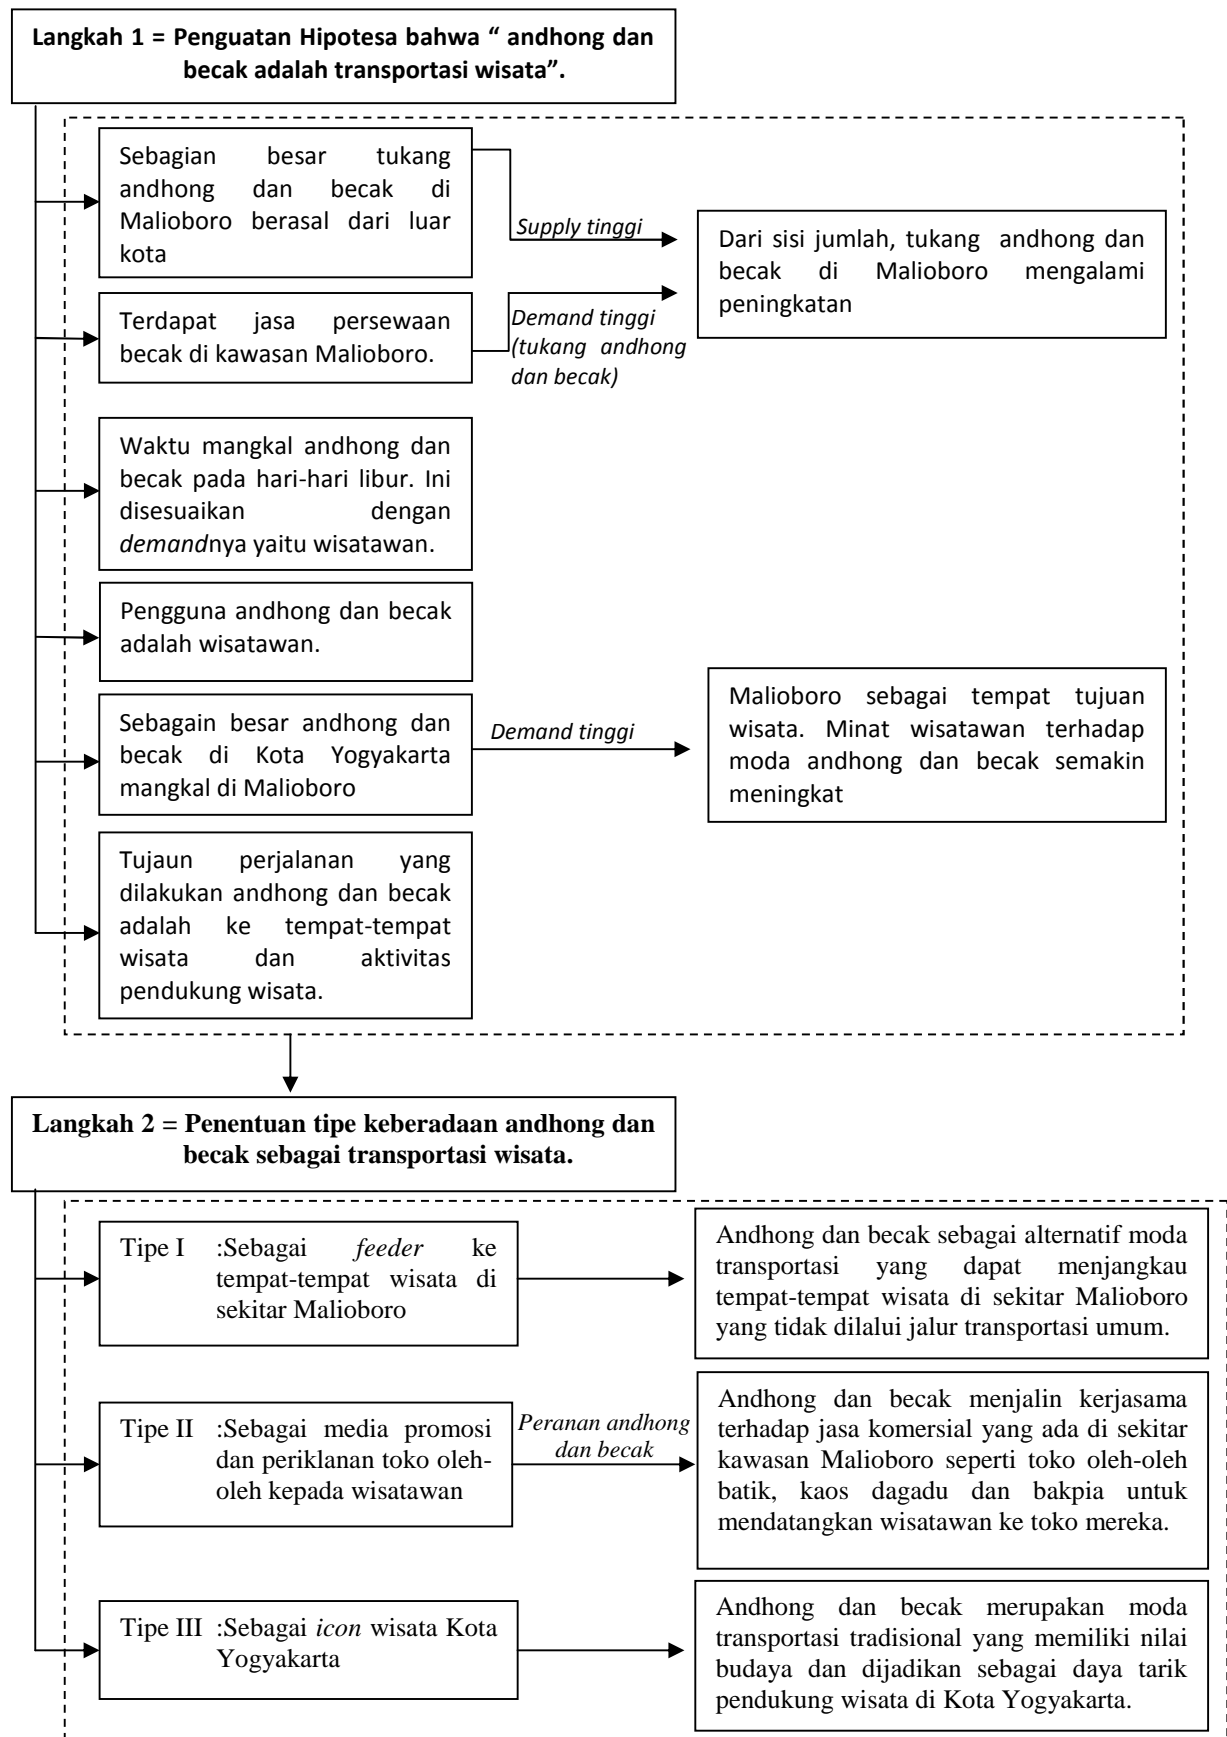 Langkah 1 = Penguatan Hipotesa bahwa “ andhong dan
becak adalah transportasi wisata”.
Sebagian besar tukang
andhong dan becak di
Malioboro berasal dari luar
kota
Supply tinggi
Dari sisi jumlah, tukang andhong dan
becak di Malioboro mengalami
peningkatan
Terdapat jasa persewaan
becak di kawasan Malioboro.
Demand tinggi
(tukang andhong
dan becak)
Waktu mangkal andhong dan
becak pada hari-hari libur. Ini
disesuaikan dengan
demandnya yaitu wisatawan.
Pengguna andhong dan becak
adalah wisatawan.
Sebagain besar andhong dan
becak di Kota Yogyakarta
mangkal di Malioboro
Demand tinggi
Malioboro sebagai tempat tujuan
wisata. Minat wisatawan terhadap
moda andhong dan becak semakin
meningkat
Tujaun perjalanan yang
dilakukan andhong dan becak
adalah ke tempat-tempat
wisata dan aktivitas
pendukung wisata.
Langkah 2 = Penentuan tipe keberadaan andhong dan
becak sebagai transportasi wisata.
Tipe I :Sebagai feeder ke
tempat-tempat wisata di
sekitar Malioboro
Andhong dan becak sebagai alternatif moda
transportasi yang dapat menjangkau
tempat-tempat wisata di sekitar Malioboro
yang tidak dilalui jalur transportasi umum.
Tipe II :Sebagai media promosi
dan periklanan toko oleh-
oleh kepada wisatawan
Peranan andhong
dan becak
Andhong dan becak menjalin kerjasama
terhadap jasa komersial yang ada di sekitar
kawasan Malioboro seperti toko oleh-oleh
batik, kaos dagadu dan bakpia untuk
mendatangkan wisatawan ke toko mereka.
Tipe III :Sebagai icon wisata Kota
Yogyakarta
Andhong dan becak merupakan moda
transportasi tradisional yang memiliki nilai
budaya dan dijadikan sebagai daya tarik
pendukung wisata di Kota Yogyakarta.